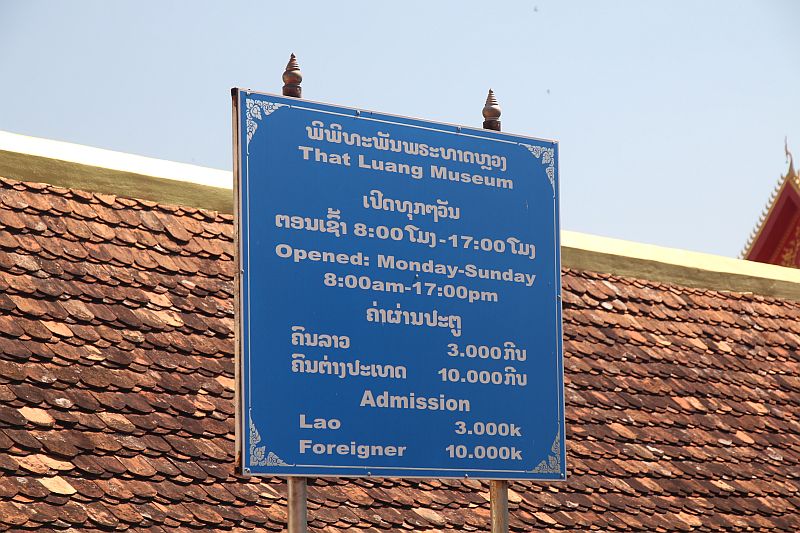 ພິພິທະພັນພຣະທາດຫຼວງ
That Luang Museum
ເປີດທຸກໆວັນ
ຕອນເຊົ້າ 8:00ໂມງ-17:00ໂມງ
Opened: Monday-Sunday
8:00am-17:00pm
ຄ່າຜ່ານປະຕູ
ຄົນລາວ 3.000ກີບ
ຄົນຕ່າງປະເທດ 10.000ກີບ
Admission
Lao 3.000k
Foreigner 10.000k